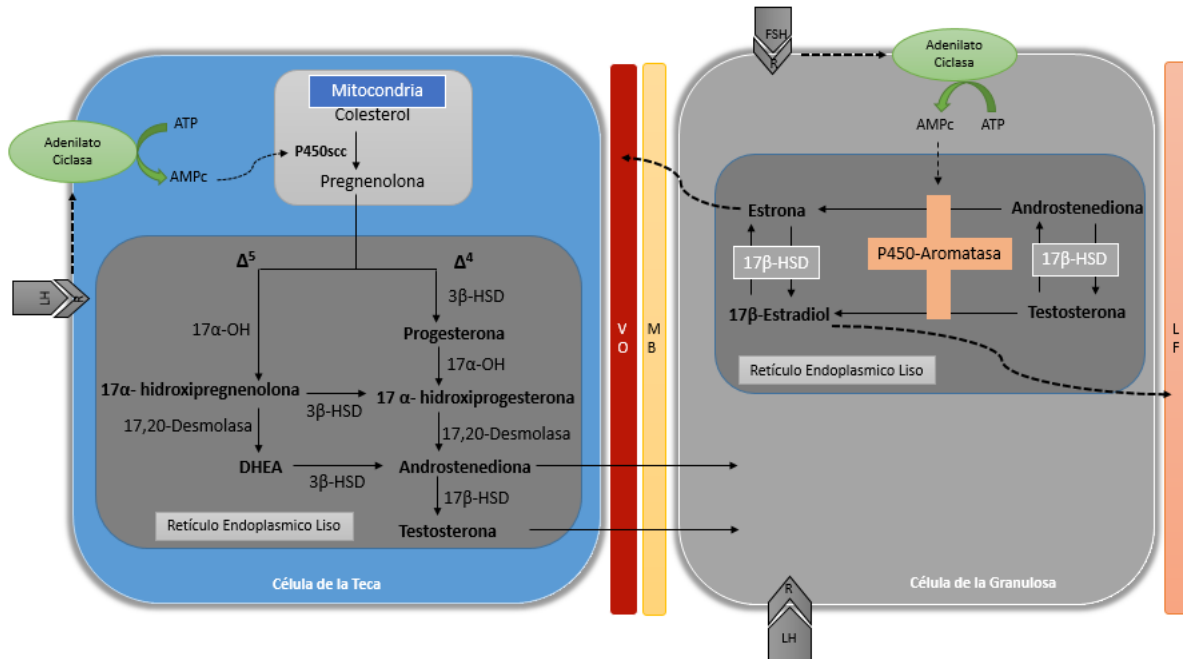 Mitocondria
Colesterol
P450scc
Pregnenolona
ATP
Adenilato
Ciclasa
AMPc
LH
R
Δ⁵
Δ⁴
3β-HSD
Progesterona
17α-OH
17α-OH
17α- hidroxipregnenolona
3β-HSD
17 α- hidroxiprogesterona
17,20-Desmolasa
17,20-Desmolasa
DHEA
3β-HSD
Androstenediona
17β-HSD
Testosterona
Retículo Endoplasmico Liso
Célula de la Teca
V
O
M
B
FSH
R
Adenilato
Ciclasa
AMPc
ATP
Estrona
Androstenediona
17β-HSD
P450-Aromatasa
17β-HSD
17β-Estradiol
Testosterona
Retículo Endoplasmico Liso
Célula de la Granulosa
R
LH
L
F